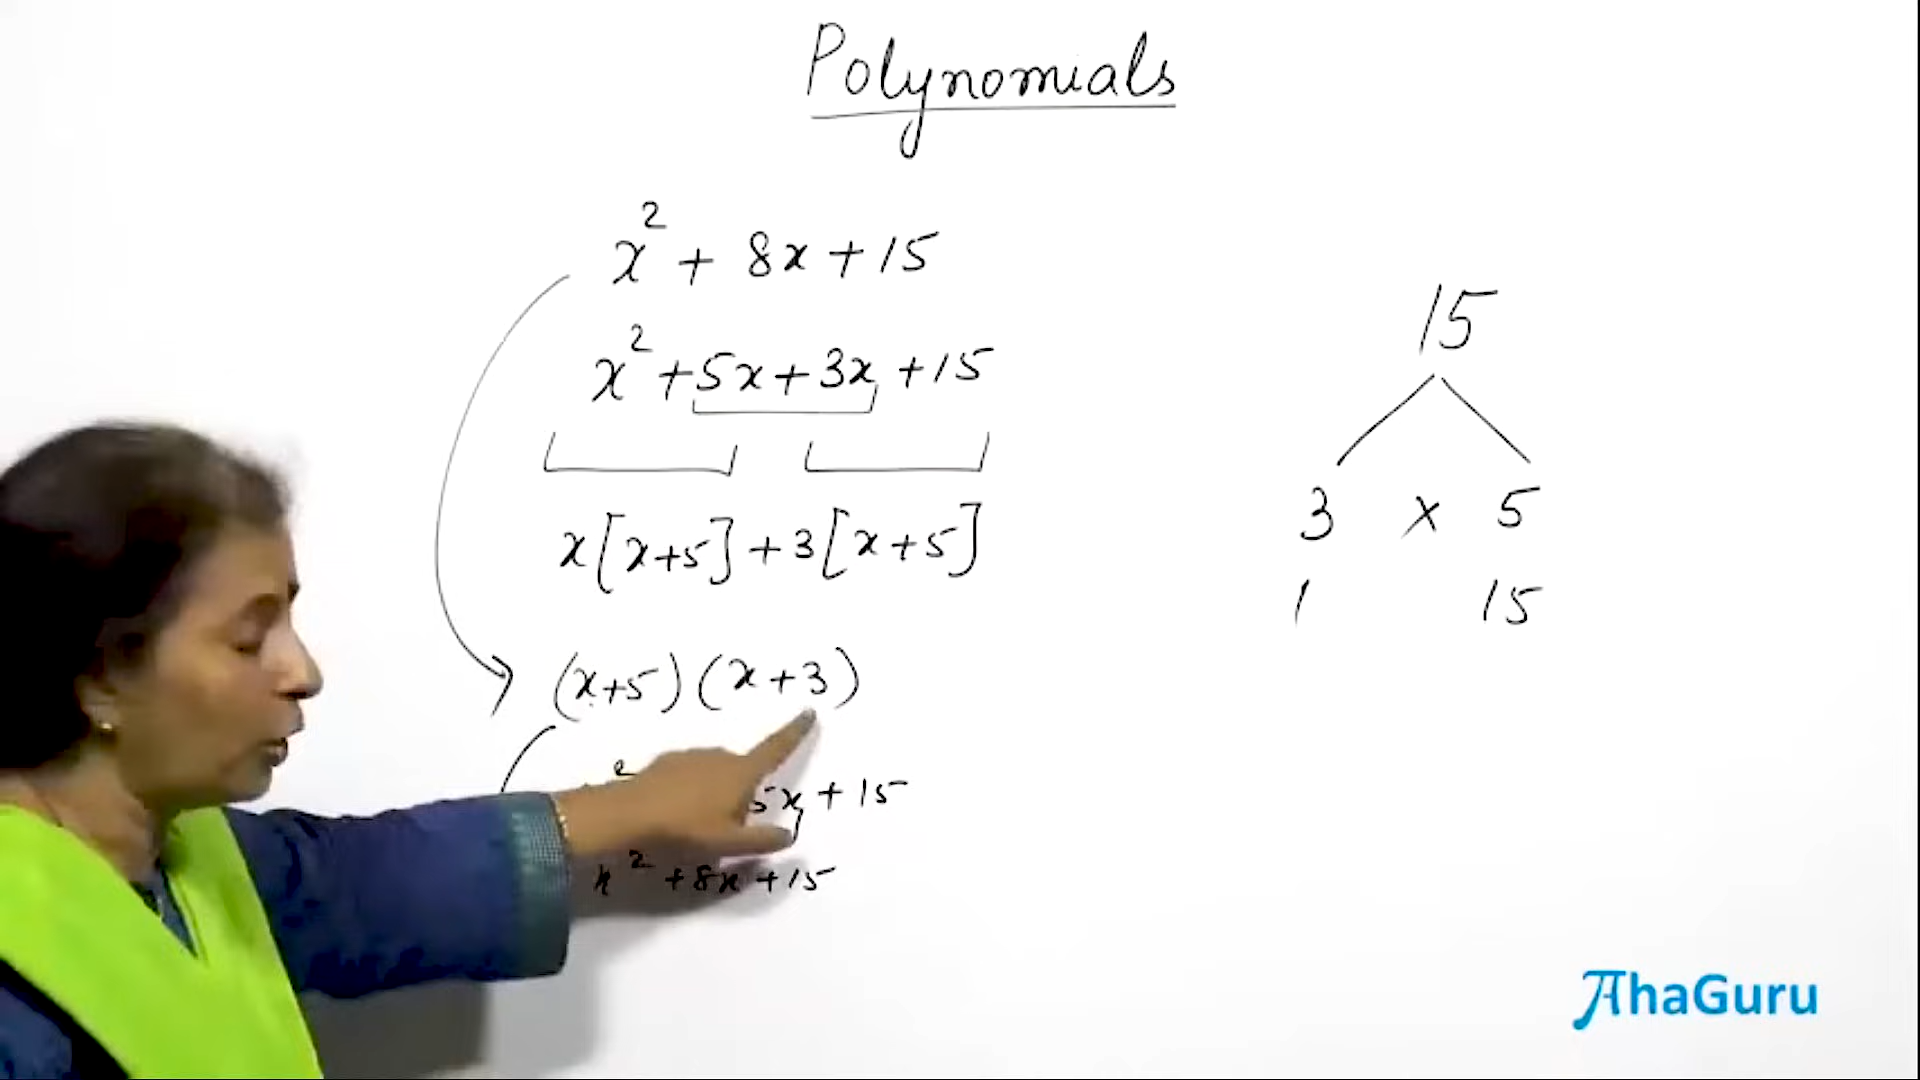 Polynomials
x² + 8x + 15
x² + 5x + 3x + 15
x[x+5] + 3[x+5]
(x+5)(x+3)
5x + 15
x² + 8x + 15
15
3 x 5
1 15
AhaGuru